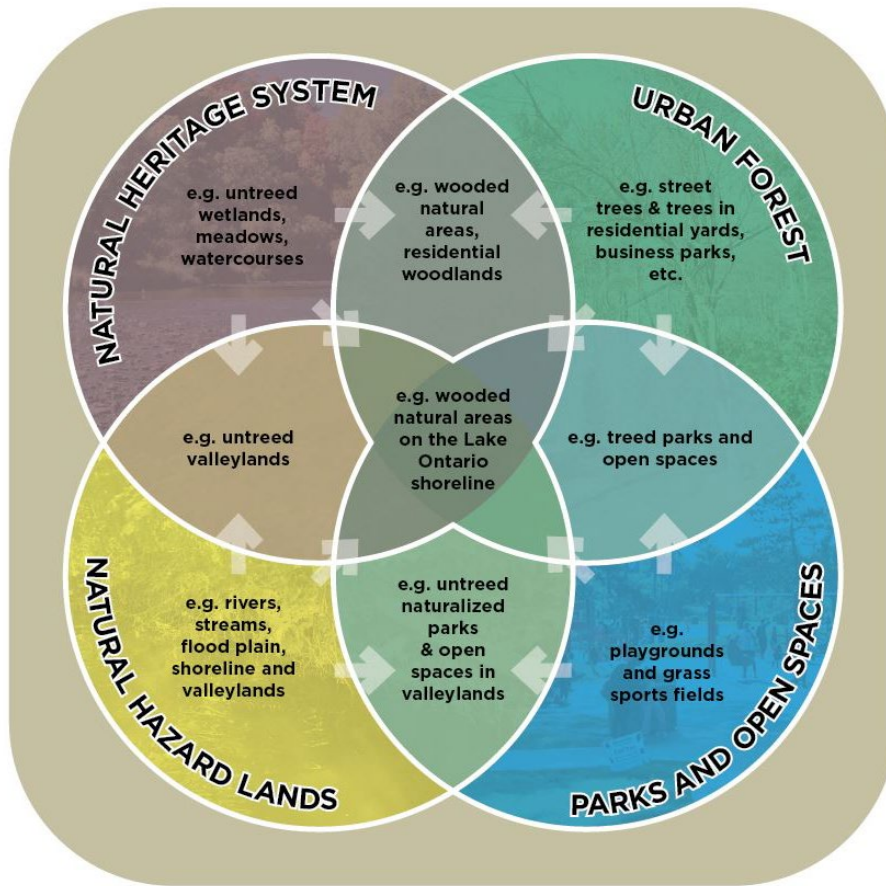 NATURAL HERITAGE SYSTEM
URBAN FOREST
e.g. untreed
wetlands,
meadows,
watercourses
e.g. wooded
natural
areas,
residential
woodlands
e.g. street
trees & trees in
residential yards,
business parks,
etc.
e.g. untreed
valleylands
e.g. wooded
natural areas
on the Lake
Ontario
shoreline
e.g. treed parks and
open spaces
e.g. rivers,
streams,
flood plain,
shoreline and
valleylands
e.g. untreed
naturalized
parks
& open
spaces in
valleylands
e.g.
playgrounds
and grass
sports fields
NATURAL HAZARD LANDS
PARKS AND OPEN SPACES